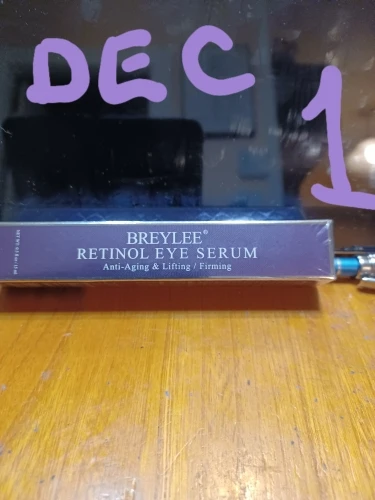 DEC
1
BREYLEE®
RETINOL EYE SERUM
Anti-Aging & Lifting / Firming